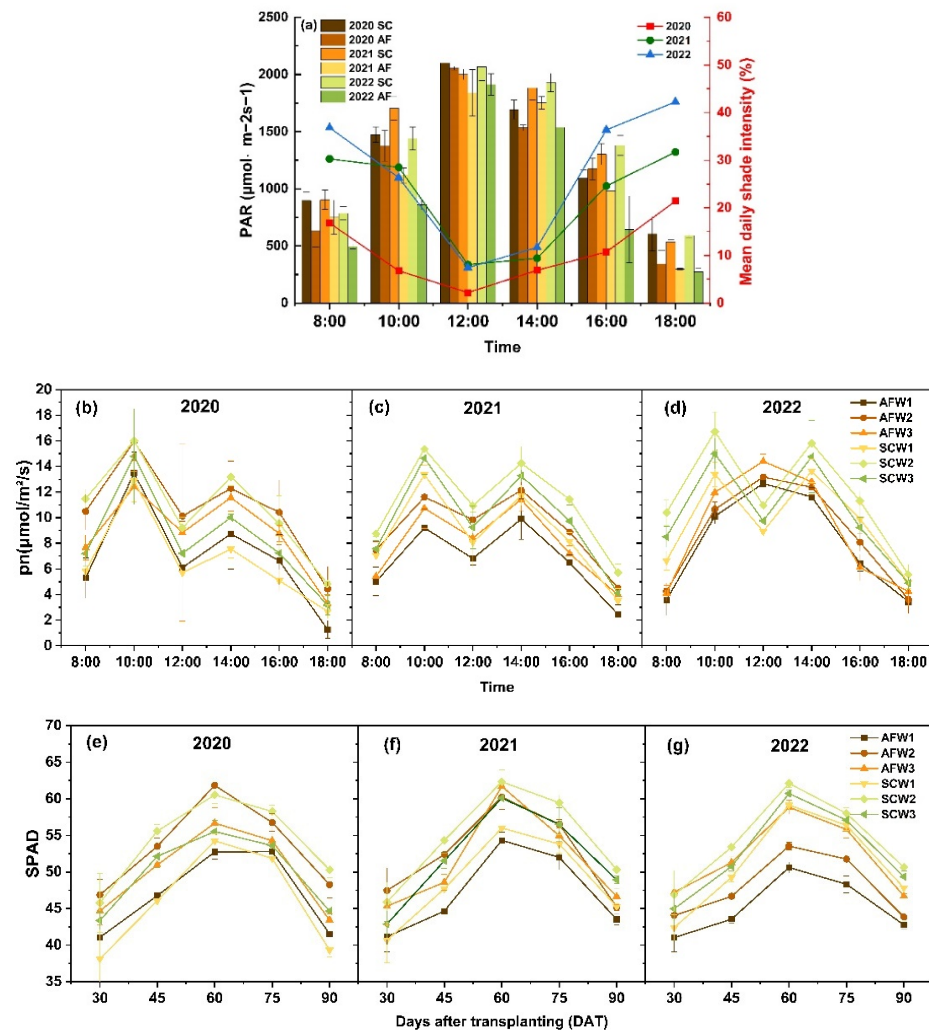 (a)
2020 SC
2020 AF
2021 SC
2021 AF
2022 SC
2022 AF
2020
2021
2022
2500
2000
1500
1000
500
0
PAR (μmol· m−2s−1)
60
50
40
30
20
10
0
Mean daily shade intensity (%)
8:00 10:00 12:00 14:00 16:00 18:00
Time
(b) 2020
(c) 2021
(d) 2022
AFW1
AFW2
AFW3
SCW1
SCW2
SCW3
20
18
16
14
12
10
8
6
4
2
0
pn(μmol/m²/s)
8:00 10:00 12:00 14:00 16:00 18:00 8:00 10:00 12:00 14:00 16:00 18:00 8:00 10:00 12:00 14:00 16:00 18:00
Time
(e) 2020
(f) 2021
(g) 2022
AFW1
AFW2
AFW3
SCW1
SCW2
SCW3
70
65
60
55
50
45
40
35
SPAD
30 45 60 75 90 30 45 60 75 90 30 45 60 75 90
Days after transplanting (DAT)